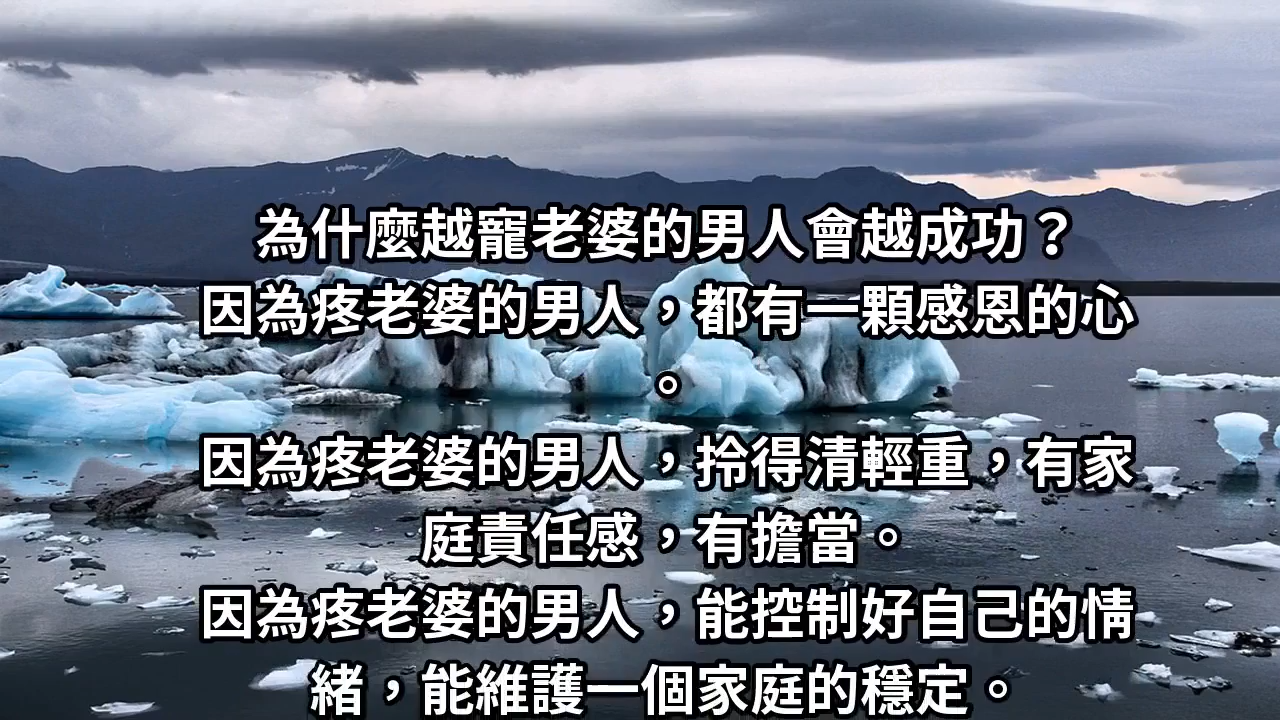 為什麼越寵老婆的男人會越成功？
因為疼老婆的男人，都有一顆感恩的心
。
因為疼老婆的男人，拎得清輕重，有家
庭責任感，有擔當。
因為疼老婆的男人，能控制好自己的情
緒，能維護一個家庭的穩定。